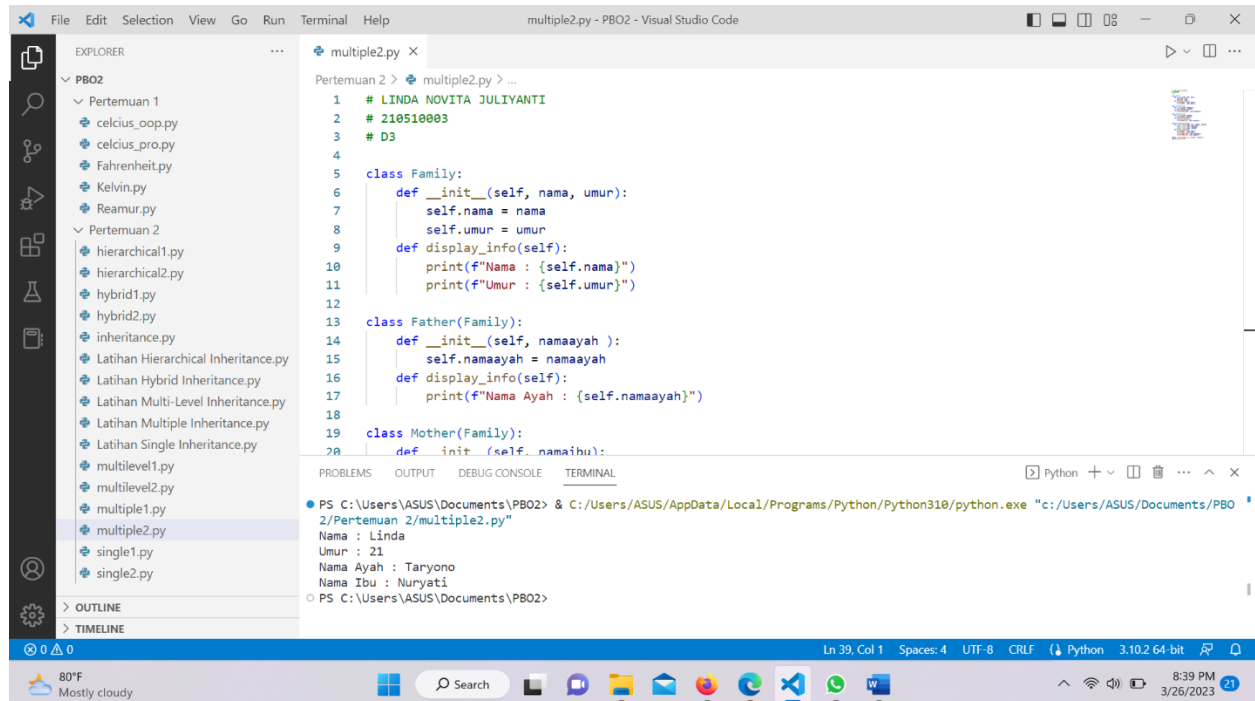 File Edit Selection View Go Run Terminal Help multiple2.py - PBO2 - Visual Studio Code
EXPLORER
PBO2
Pertemuan 1
celcius_oop.py
celcius_pro.py
Fahrenheit.py
Kelvin.py
Reamur.py
Pertemuan 2
hierarchical1.py
hierarchical2.py
hybrid1.py
hybrid2.py
inheritance.py
Latihan Hierarchical Inheritance.py
Latihan Hybrid Inheritance.py
Latihan Multi-Level Inheritance.py
Latihan Multiple Inheritance.py
Latihan Single Inheritance.py
multilevel1.py
multilevel2.py
multiple1.py
multiple2.py
single1.py
single2.py
OUTLINE
TIMELINE
multiple2.py
Pertemuan 2 > multiple2.py > ...
1 # LINDA NOVITA JULIYANTI
2 # 210510003
3 # D3
4
5 class Family:
6 def __init__(self, nama, umur):
7 self.nama = nama
8 self.umur = umur
9 def display_info(self):
10 print(f"Nama : {self.nama}")
11 print(f"Umur : {self.umur}")
12
13 class Father(Family):
14 def __init__(self, namaayah ):
15 self.namaayah = namaayah
16 def display_info(self):
17 print(f"Nama Ayah : {self.namaayah}")
18
19 class Mother(Family):
20 def __init__(self, namaibu):
PROBLEMS OUTPUT DEBUG CONSOLE TERMINAL Python
PS C:\Users\ASUS\Documents\PBO2> & C:/Users/ASUS/AppData/Local/Programs/Python/Python310/python.exe "c:/Users/ASUS/Documents/PBO
2/Pertemuan 2/multiple2.py"
Nama : Linda
Umur : 21
Nama Ayah : Taryono
Nama Ibu : Nuryati
PS C:\Users\ASUS\Documents\PBO2>
0 0 Ln 39, Col 1 Spaces: 4 UTF-8 CRLF Python 3.10.2 64-bit
80°F
Mostly cloudy
Search
8:39 PM
3/26/2023
21